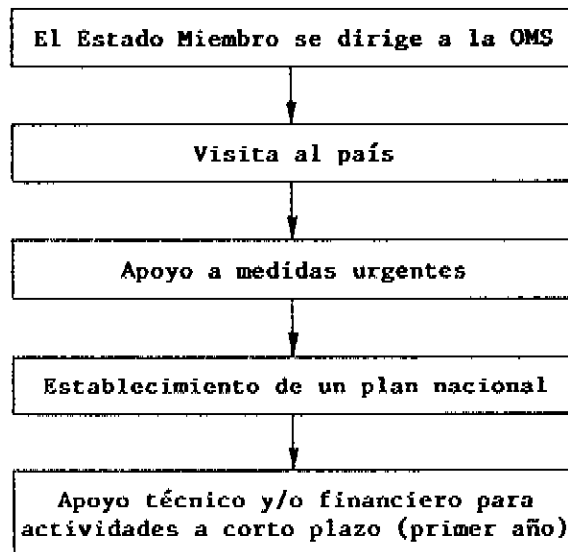 El Estado Miembro se dirige a la OMS
Visita al país
Apoyo a medidas urgentes
Establecimiento de un plan nacional
Apoyo técnico y/o financiero para
actividades a corto plazo (primer año)